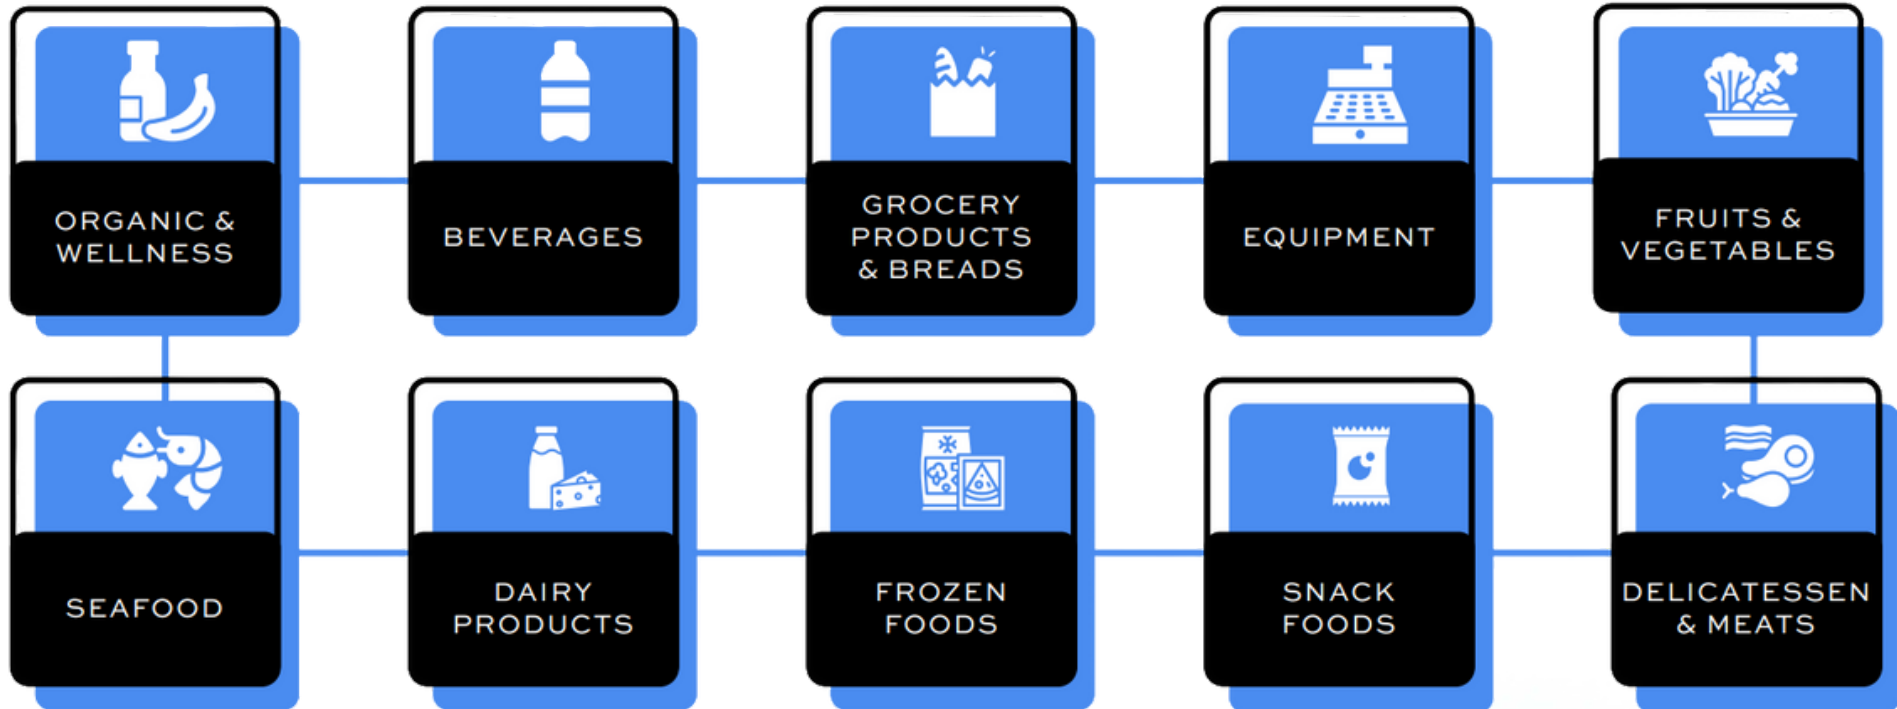 ORGANIC &
WELLNESS
BEVERAGES
GROCERY
PRODUCTS
& BREADS
EQUIPMENT
FRUITS &
VEGETABLES
SEAFOOD
DAIRY
PRODUCTS
FROZEN
FOODS
SNACK
FOODS
DELICATESSEN
& MEATS